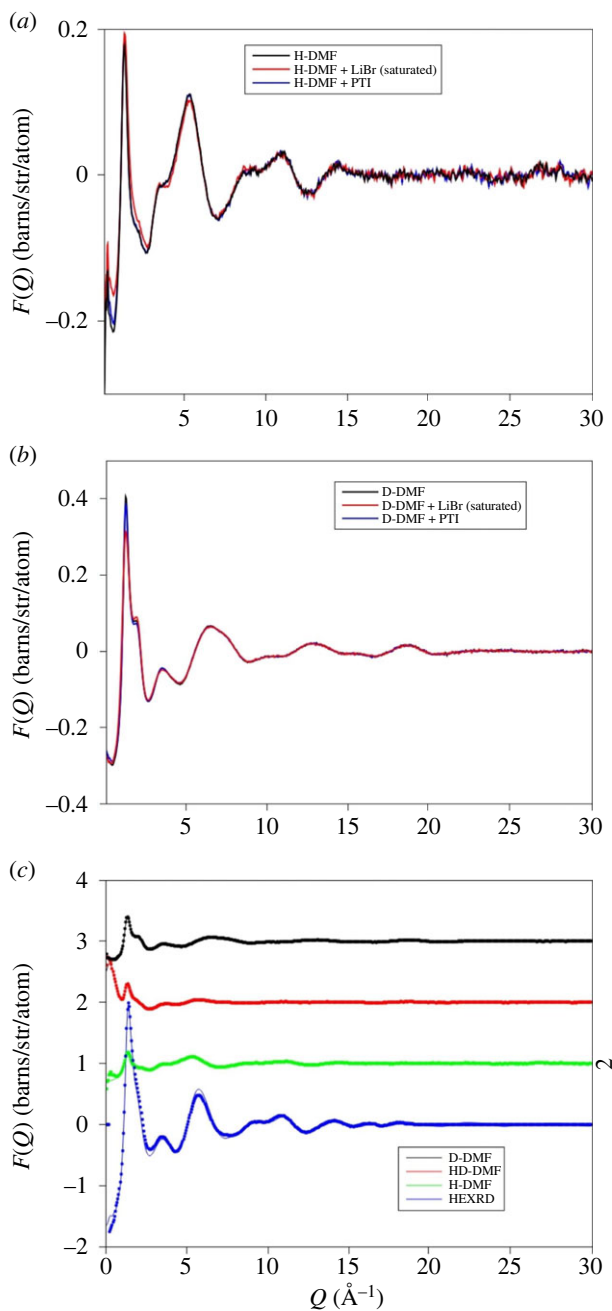 (a)
0.2
0
–0.2
F(Q) (barns/str/atom)
H-DMF
H-DMF + LiBr (saturated)
H-DMF + PTI
5 10 15 20 25 30
(b)
0.4
0.2
0
–0.2
–0.4
F(Q) (barns/str/atom)
D-DMF
D-DMF + LiBr (saturated)
D-DMF + PTI
5 10 15 20 25 30
(c)
4
3
2
1
0
–1
–2
F(Q) (barns/str/atom)
2
D-DMF
HD-DMF
H-DMF
HEXRD
0 5 10 15 20 25 30
Q (Å–1)